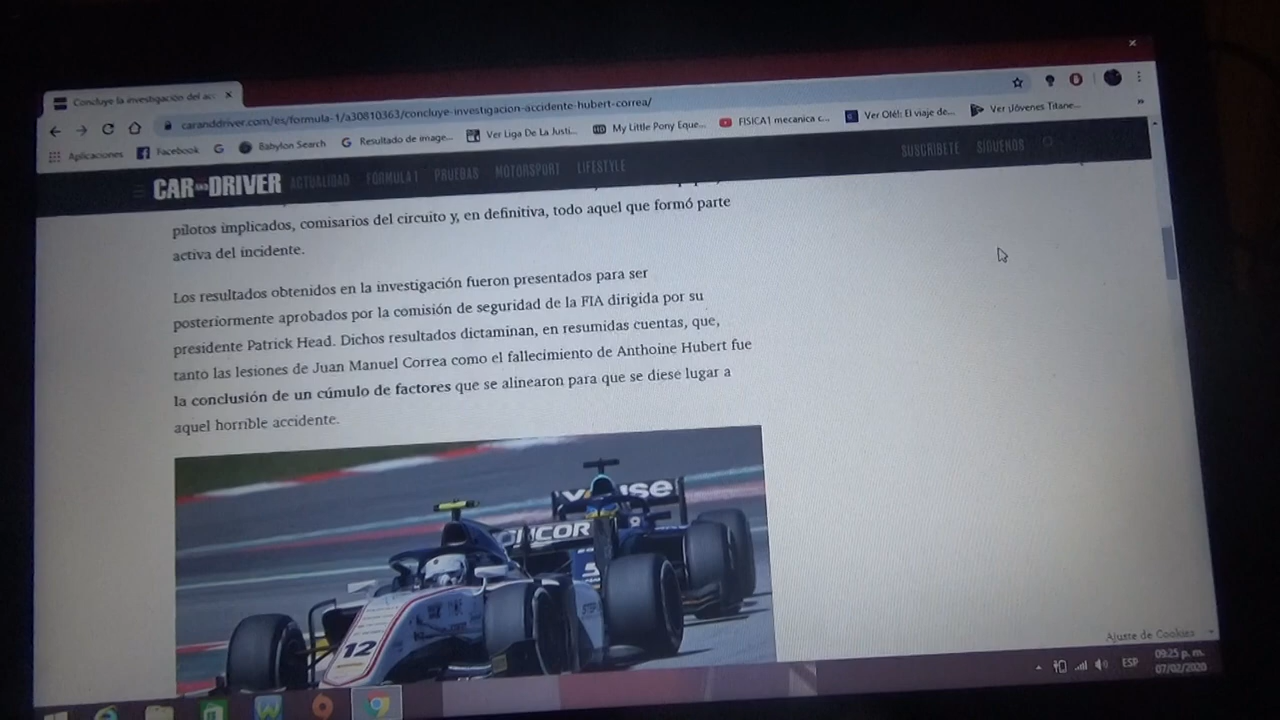 Concluye la investigación del acc
caranddriver.com/es/formula-1/a30810363/concluye-investigacion-accidente-hubert-correa/
Aplicaciones Facebook Babylon Search Resultado de image... Ver Liga De La Justi... My Little Pony Eque... FISICA1 mecanica c... Ver Olé!: El viaje de... Ver ¡Jóvenes Titane...
CAR AND DRIVER ACTUALIDAD FORMULA 1 PRUEBAS MOTORSPORT LIFESTYLE SUSCRÍBETE SÍGUENOS
pilotos implicados, comisarios del circuito y, en definitiva, todo aquel que formó parte
activa del incidente.
Los resultados obtenidos en la investigación fueron presentados para ser
posteriormente aprobados por la comisión de seguridad de la FIA dirigida por su
presidente Patrick Head. Dichos resultados dictaminan, en resumidas cuentas, que,
tanto las lesiones de Juan Manuel Correa como el fallecimiento de Anthoine Hubert fue
la conclusión de un cúmulo de factores que se alinearon para que se diese lugar a
aquel horrible accidente.
12
Ajuste de Cookies
ESP
09:25 p. m.
07/02/2020